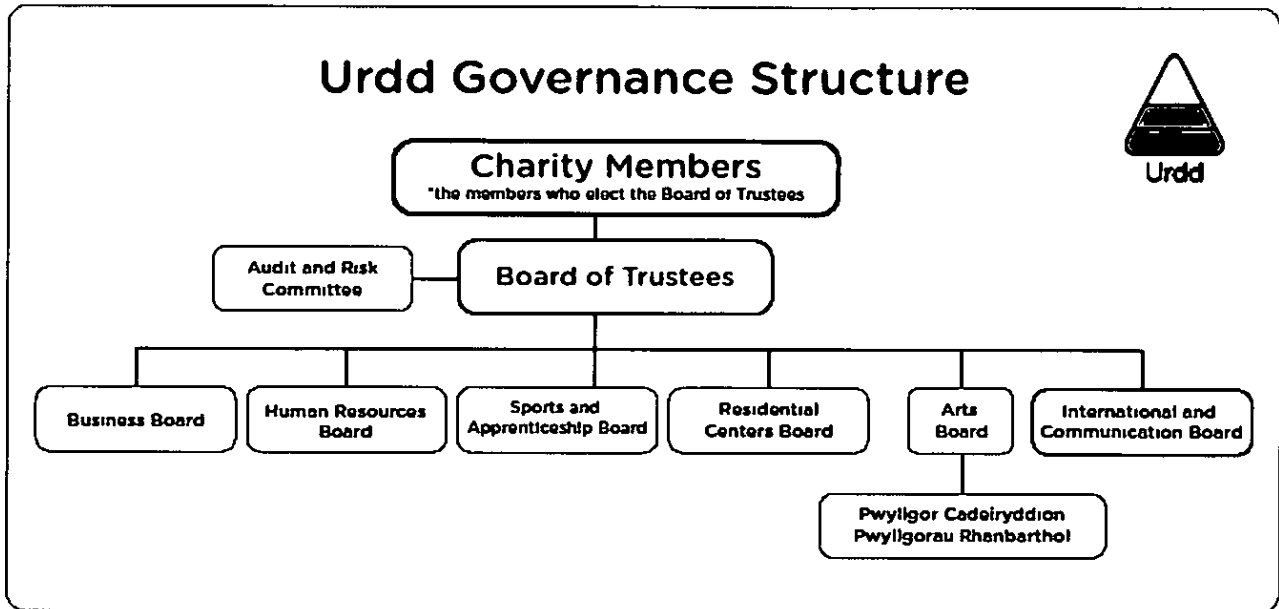 Urdd Governance Structure
Urdd
Charity Members
*the members who elect the Board of Trustees
Audit and Risk
Committee
Board of Trustees
Business Board
Human Resources
Board
Sports and
Apprenticeship Board
Residential
Centers Board
Arts
Board
International and
Communication Board
Pwyllgor Cadeiryddion
Pwyllgorau Rhanbarthol